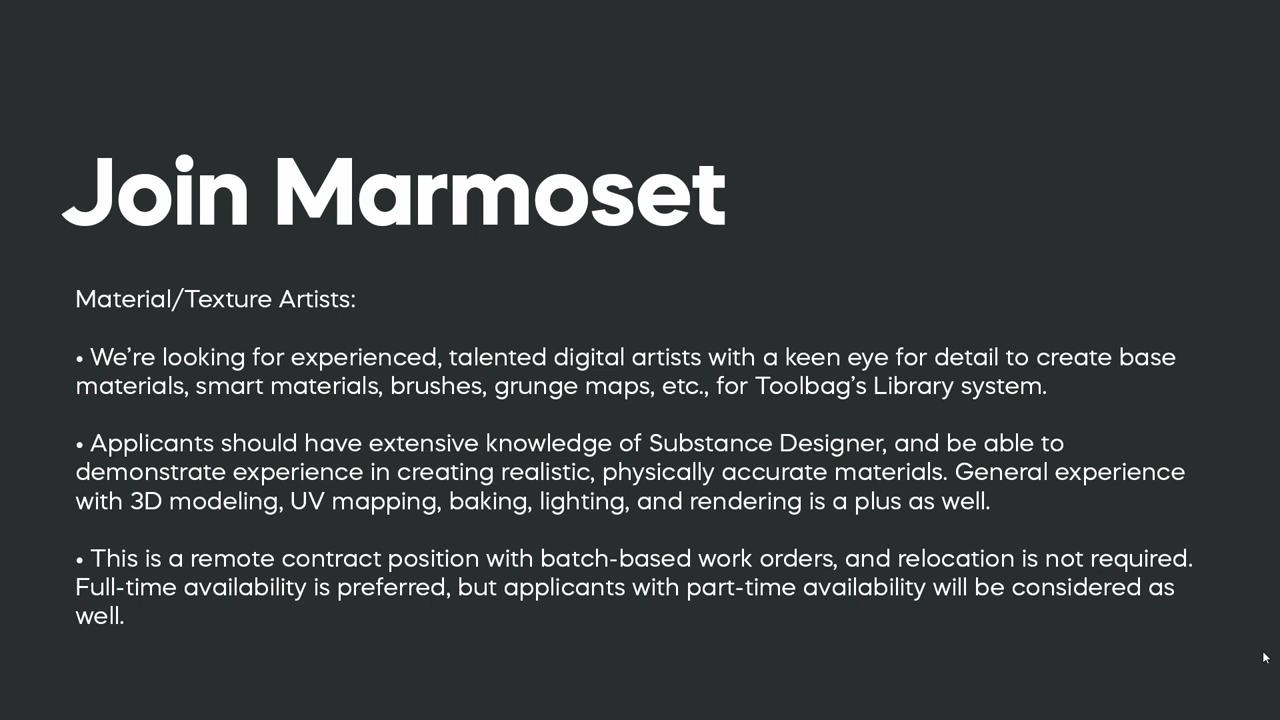 Join Marmoset
Material/Texture Artists:
• We’re looking for experienced, talented digital artists with a keen eye for detail to create base
materials, smart materials, brushes, grunge maps, etc., for Toolbag’s Library system.
• Applicants should have extensive knowledge of Substance Designer, and be able to
demonstrate experience in creating realistic, physically accurate materials. General experience
with 3D modeling, UV mapping, baking, lighting, and rendering is a plus as well.
• This is a remote contract position with batch-based work orders, and relocation is not required.
Full-time availability is preferred, but applicants with part-time availability will be considered as
well.